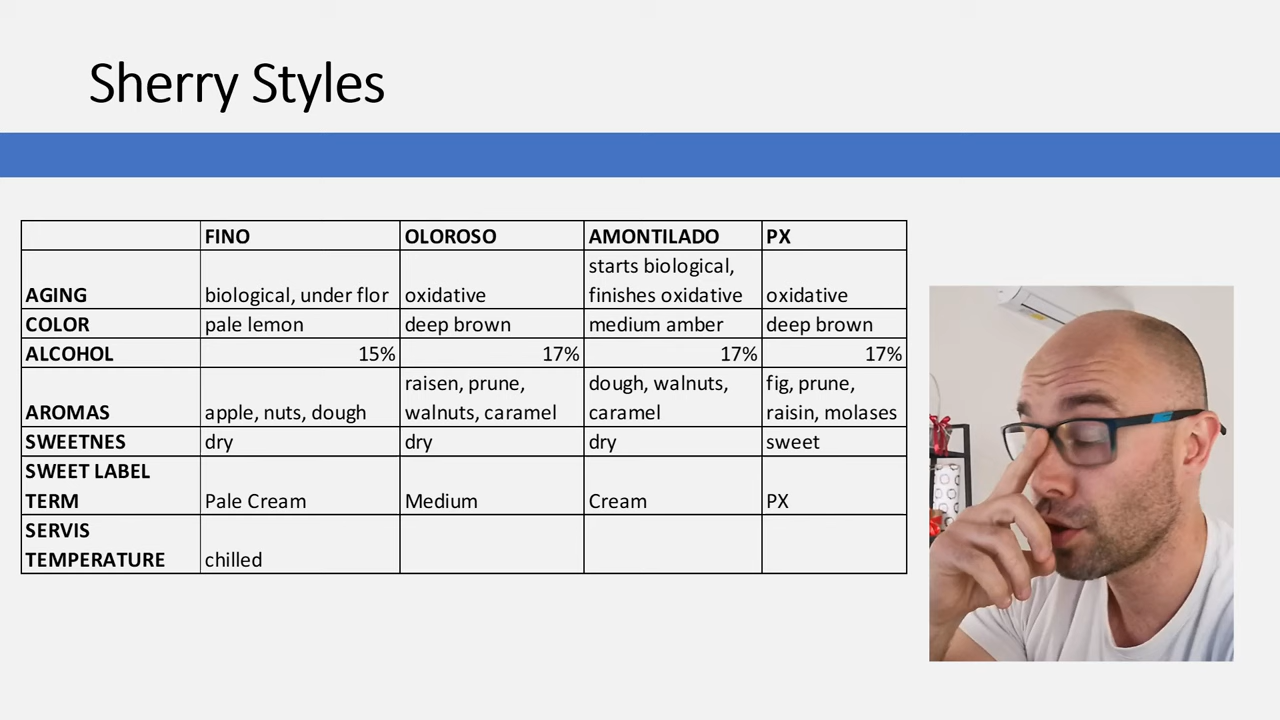 Sherry Styles
FINO OLOROSO AMONTILADO PX
AGING biological, under flor oxidative starts biological, finishes oxidative oxidative
COLOR pale lemon deep brown medium amber deep brown
ALCOHOL 15% 17% 17% 17%
AROMAS apple, nuts, dough raisen, prune, walnuts, caramel dough, walnuts, caramel fig, prune, raisin, molases
SWEETNES dry dry dry sweet
SWEET LABEL TERM Pale Cream Medium Cream PX
SERVIS TEMPERATURE chilled